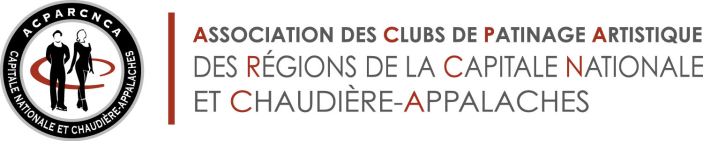 ACPARCNCA
CAPITALE NATIONALE ET CHAUDIÈRE-APPALACHES
ASSOCIATION DES CLUBS DE PATINAGE ARTISTIQUE
DES RÉGIONS DE LA CAPITALE NATIONALE
ET CHAUDIÈRE-APPALACHES